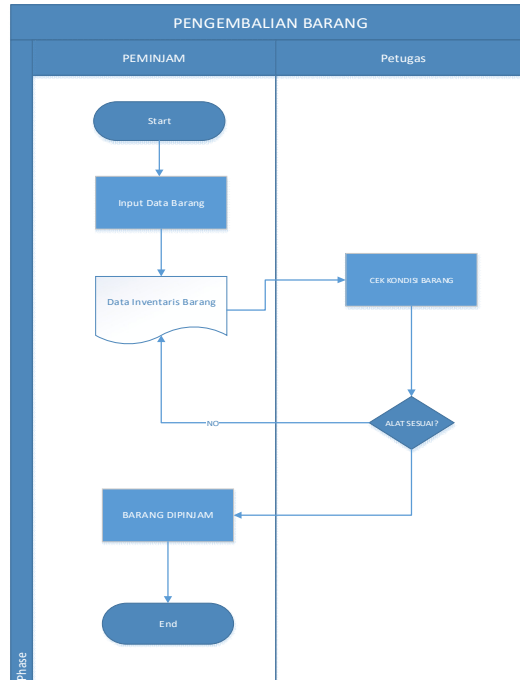 PENGEMBALIAN BARANG
PEMINJAM
Petugas
Start
Input Data Barang
Data Inventaris Barang
CEK KONDISI BARANG
ALAT SESUAI?
NO
BARANG DIPINJAM
End
Phase